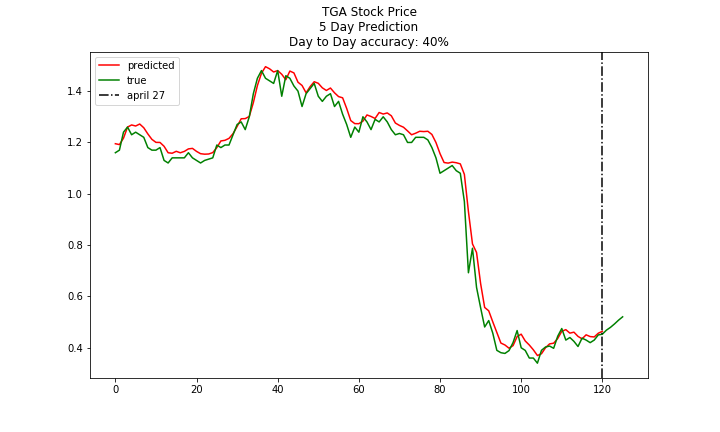 TGA Stock Price
5 Day Prediction
Day to Day accuracy: 40%
predicted
true
april 27
1.4
1.2
1.0
0.8
0.6
0.4
0
20
40
60
80
100
120